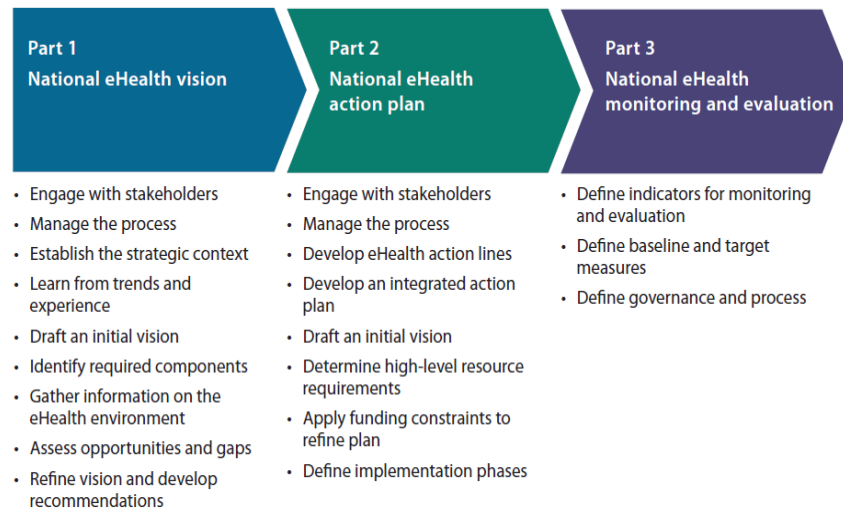 Part 1
National eHealth vision
• Engage with stakeholders
• Manage the process
• Establish the strategic context
• Learn from trends and
experience
• Draft an initial vision
• Identify required components
• Gather information on the
eHealth environment
• Assess opportunities and gaps
• Refine vision and develop
recommendations
Part 2
National eHealth
action plan
• Engage with stakeholders
• Manage the process
• Develop eHealth action lines
• Develop an integrated action
plan
• Draft an initial vision
• Determine high-level resource
requirements
• Apply funding constraints to
refine plan
• Define implementation phases
Part 3
National eHealth
monitoring and evaluation
• Define indicators for monitoring
and evaluation
• Define baseline and target
measures
• Define governance and process